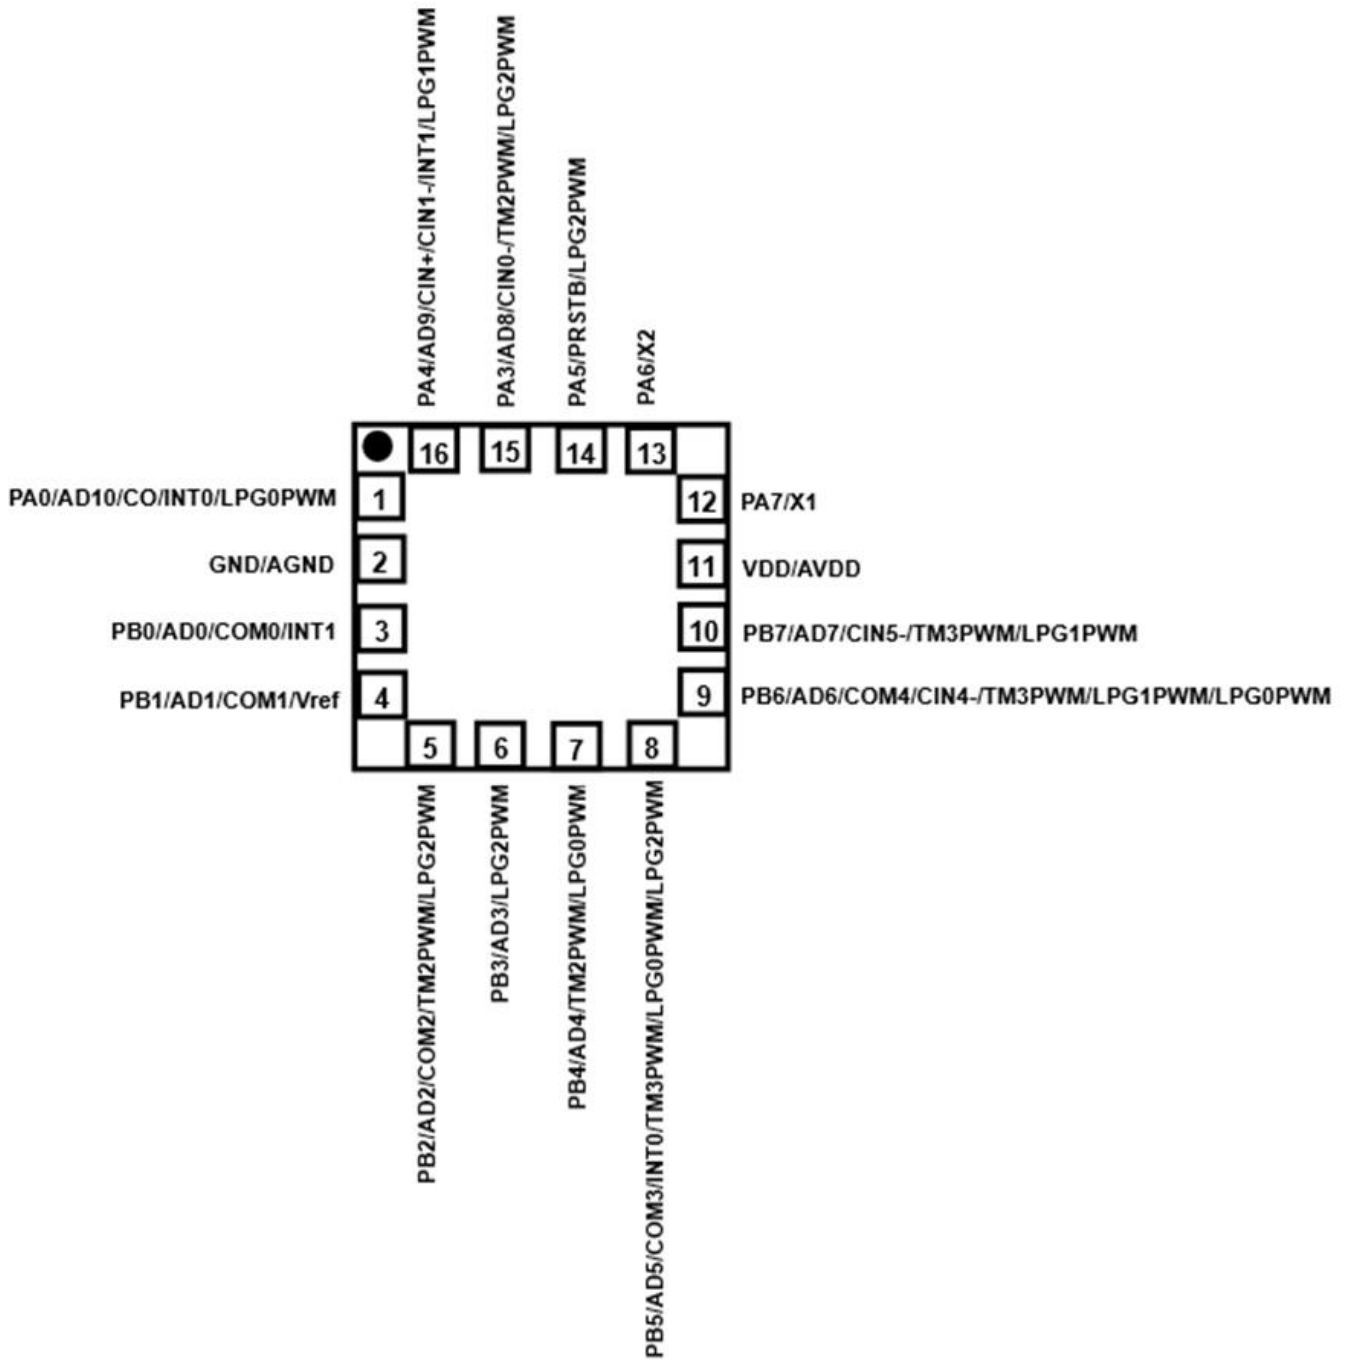 PA4/AD9/CIN+/CIN1-/INT1/LPG1PWM
PA3/AD8/CIN0-/TM2PWM/LPG2PWM
PA5/PRSTB/LPG2PWM
PA6/X2
16
15
14
13
PA0/AD10/CO/INT0/LPG0PWM
1
12
PA7/X1
GND/AGND
2
11
VDD/AVDD
PB0/AD0/COM0/INT1
3
10
PB7/AD7/CIN5-/TM3PWM/LPG1PWM
PB1/AD1/COM1/Vref
4
9
PB6/AD6/COM4/CIN4-/TM3PWM/LPG1PWM/LPG0PWM
5
6
7
8
PB2/AD2/COM2/TM2PWM/LPG2PWM
PB3/AD3/LPG2PWM
PB4/AD4/TM2PWM/LPG0PWM
PB5/AD5/COM3/INT0/TM3PWM/LPG0PWM/LPG2PWM